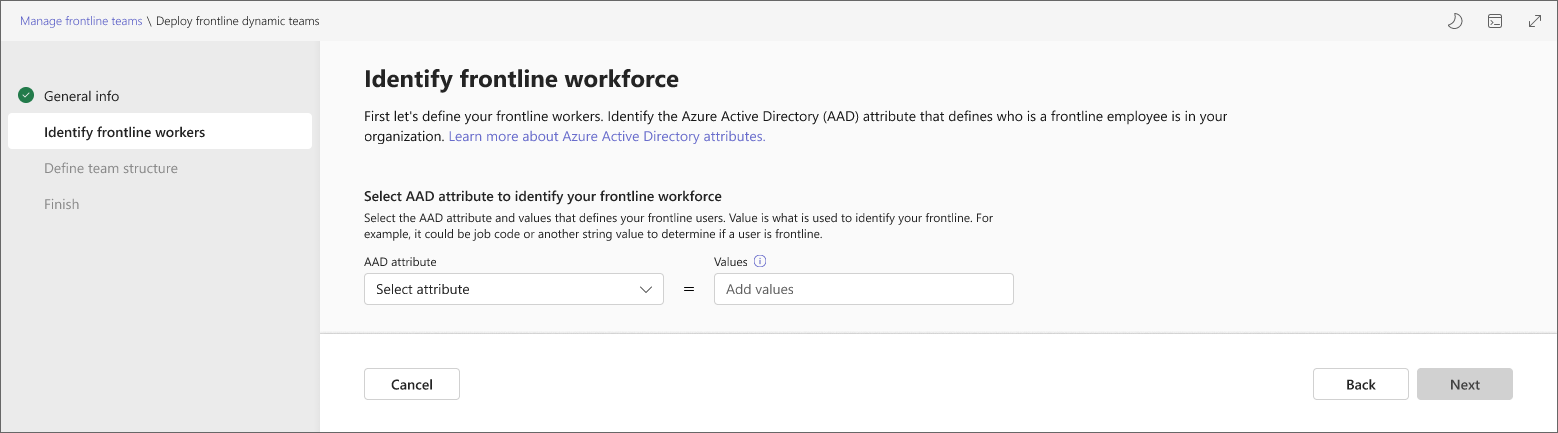 Manage frontline teams \ Deploy frontline dynamic teams
General info
Identify frontline workers
Define team structure
Finish
Identify frontline workforce
First let's define your frontline workers. Identify the Azure Active Directory (AAD) attribute that defines who is a frontline employee is in your
organization. Learn more about Azure Active Directory attributes.
Select AAD attribute to identify your frontline workforce
Select the AAD attribute and values that defines your frontline users. Value is what is used to identify your frontline. For
example, it could be job code or another string value to determine if a user is frontline.
AAD attribute
Values
Select attribute = Add values
Cancel
Back
Next